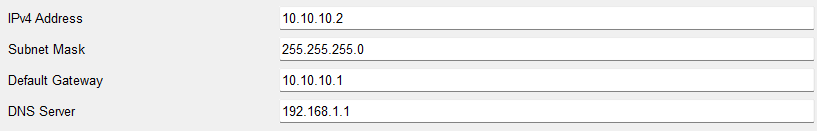 IPv4 Address 10.10.10.2
Subnet Mask 255.255.255.0
Default Gateway 10.10.10.1
DNS Server 192.168.1.1